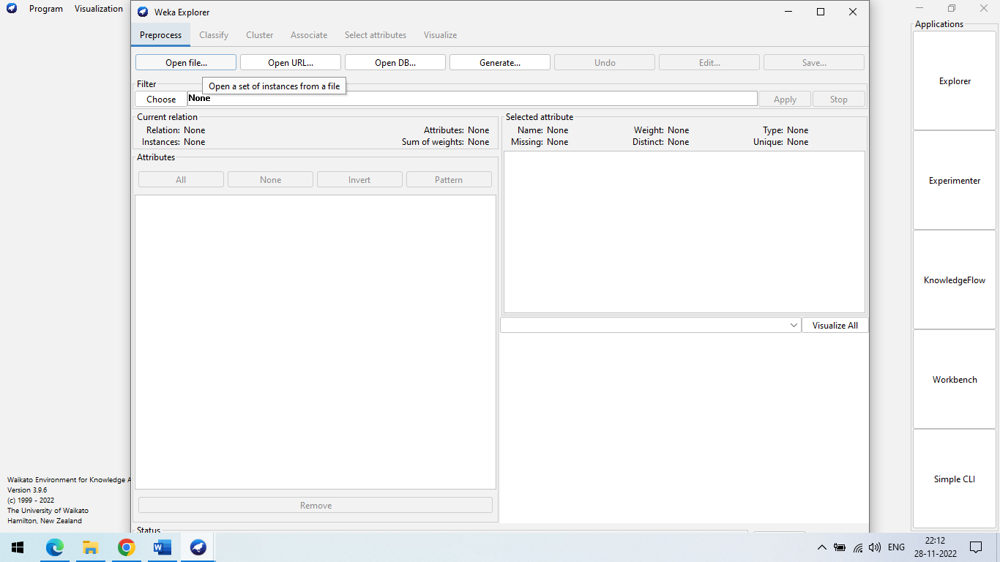 Program Visualization
Weka Explorer
Applications
Preprocess Classify Cluster Associate Select attributes Visualize
Open file... Open URL... Open DB... Generate... Undo Edit... Save...
Open a set of instances from a file
Filter
Choose None Apply Stop
Current relation
Relation: None Attributes: None
Instances: None Sum of weights: None
Selected attribute
Name: None Weight: None Type: None
Missing: None Distinct: None Unique: None
Attributes
All None Invert Pattern
Visualize All
Remove
Status
Explorer
Experimenter
KnowledgeFlow
Workbench
Simple CLI
Waikato Environment for Knowledge A
Version 3.9.6
(c) 1999 - 2022
The University of Waikato
Hamilton, New Zealand
W
ENG
22:12
28-11-2022